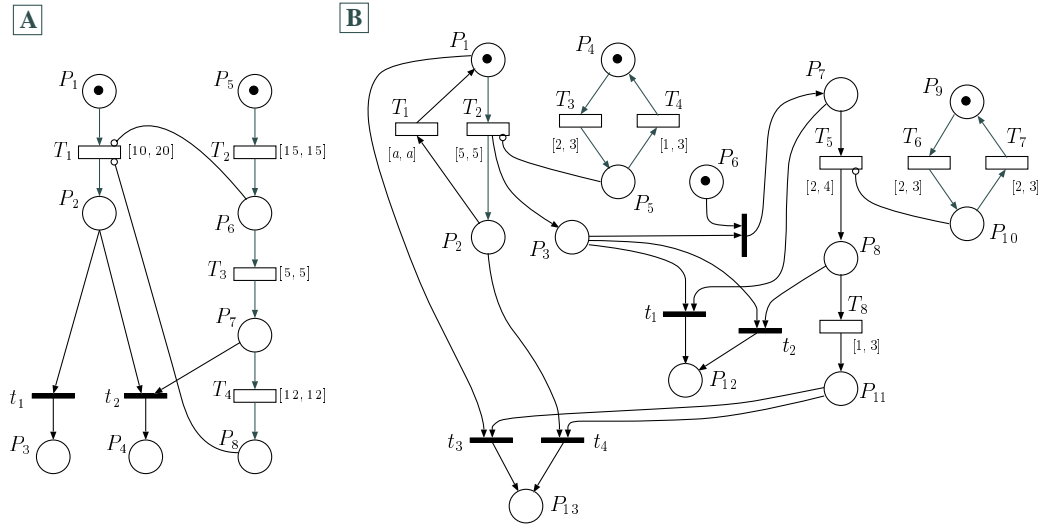 A
B
P1
P5
T1 [10, 20]
T2 [15, 15]
P2
P6
T3 [5, 5]
P7
T4 [12, 12]
t1
t2
P3
P4
P8
P1
P4
P7
P9
T1
T2
T3
T4
T5
T6
T7
[a, a]
[5, 5]
[2, 3]
[1, 3]
[2, 4]
[2, 3]
[2, 3]
P6
P5
P2
P3
P8
P10
t1
t2
T8
[1, 3]
P12
P11
t3
t4
P13